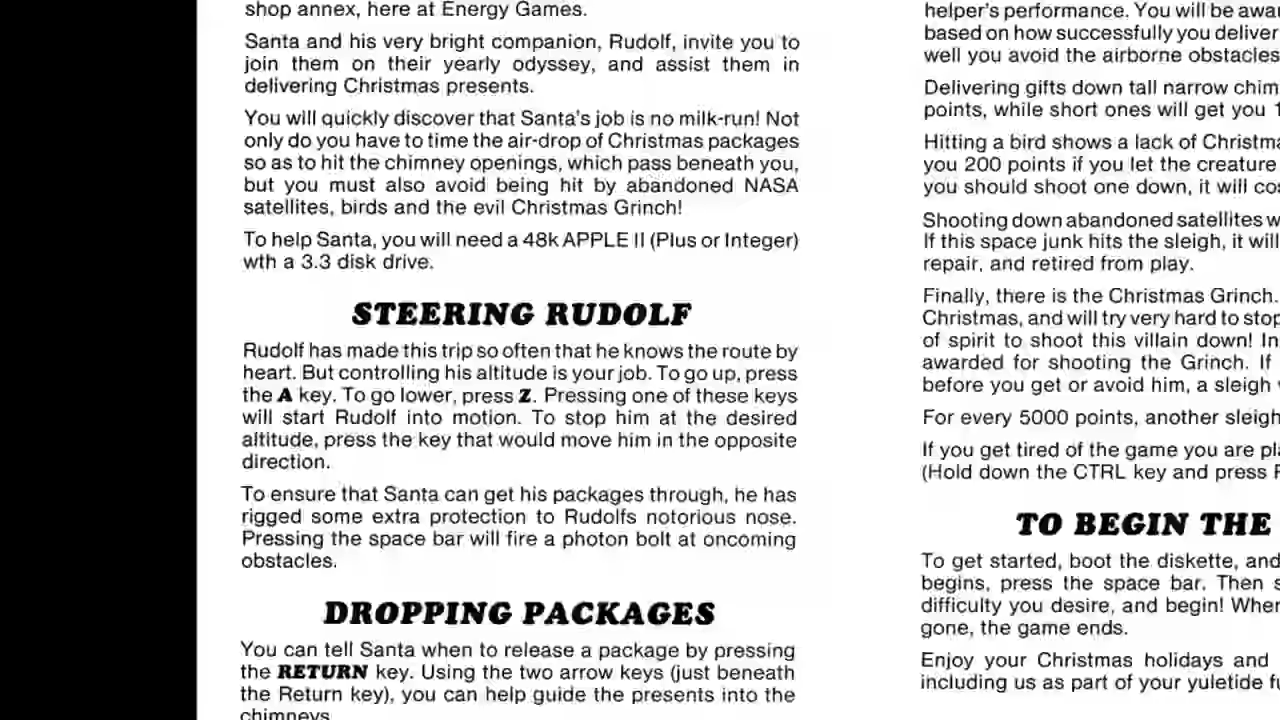 shop annex, here at Energy Games.
Santa and his very bright companion, Rudolf, invite you to
join them on their yearly odyssey, and assist them in
delivering Christmas presents.
You will quickly discover that Santa's job is no milk-run! Not
only do you have to time the air-drop of Christmas packages
so as to hit the chimney openings, which pass beneath you,
but you must also avoid being hit by abandoned NASA
satellites, birds and the evil Christmas Grinch!
To help Santa, you will need a 48k APPLE II (Plus or Integer)
wth a 3.3 disk drive.
STEERING RUDOLF
Rudolf has made this trip so often that he knows the route by
heart. But controlling his altitude is your job. To go up, press
the A key. To go lower, press Z. Pressing one of these keys
will start Rudolf into motion. To stop him at the desired
altitude, press the key that would move him in the opposite
direction.
To ensure that Santa can get his packages through, he has
rigged some extra protection to Rudolfs notorious nose.
Pressing the space bar will fire a photon bolt at oncoming
obstacles.
DROPPING PACKAGES
You can tell Santa when to release a package by pressing
the RETURN key. Using the two arrow keys (just beneath
the Return key), you can help guide the presents into the
chimneys.
helper's performance. You will be awar
based on how successfully you deliver
well you avoid the airborne obstacles
Delivering gifts down tall narrow chim
points, while short ones will get you 1
Hitting a bird shows a lack of Christma
you 200 points if you let the creature
you should shoot one down, it will cos
Shooting down abandoned satellites w
If this space junk hits the sleigh, it will
repair, and retired from play.
Finally, there is the Christmas Grinch.
Christmas, and will try very hard to stop
of spirit to shoot this villain down! In
awarded for shooting the Grinch. If
before you get or avoid him, a sleigh
For every 5000 points, another sleigh
If you get tired of the game you are pla
(Hold down the CTRL key and press
TO BEGIN THE
To get started, boot the diskette, and
begins, press the space bar. Then s
difficulty you desire, and begin! When
gone, the game ends.
Enjoy your Christmas holidays and
including us as part of your yuletide fu